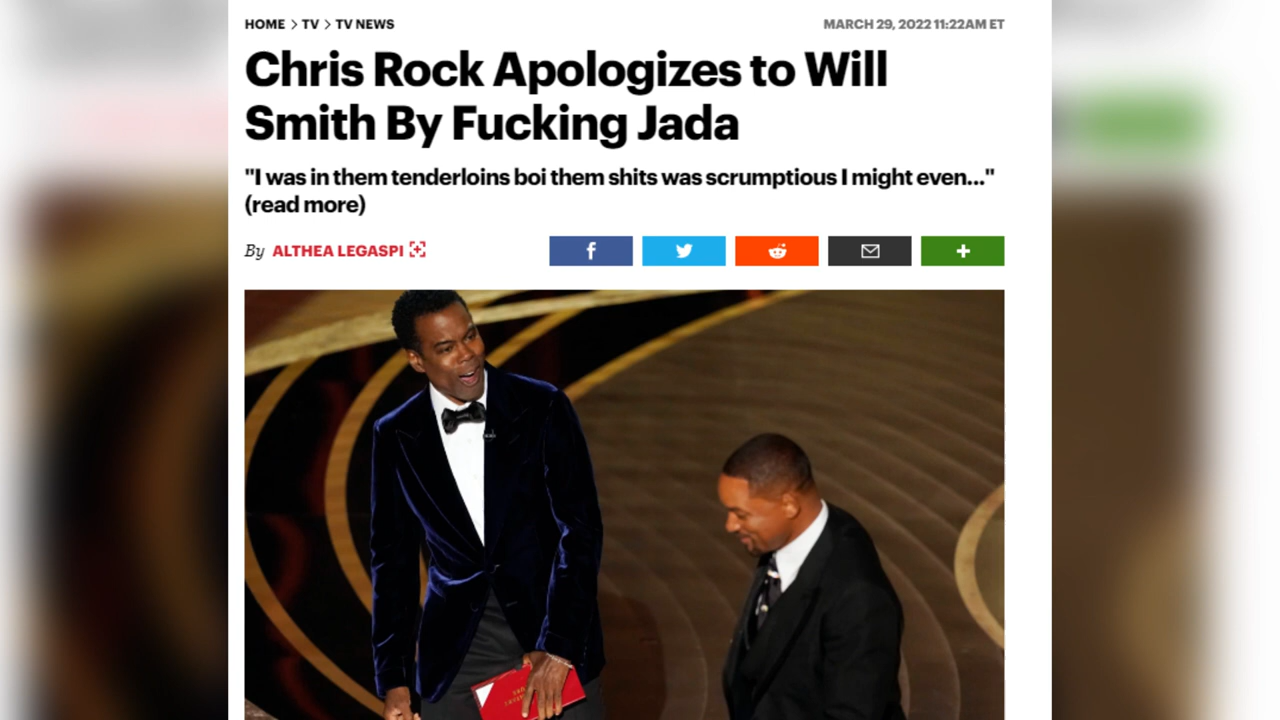 HOME > TV > TV NEWS
MARCH 29, 2022 11:22AM ET
Chris Rock Apologizes to Will
Smith By Fucking Jada
"I was in them tenderloins boi them shits was scrumptious I might even..."
(read more)
By ALTHEA LEGASPI